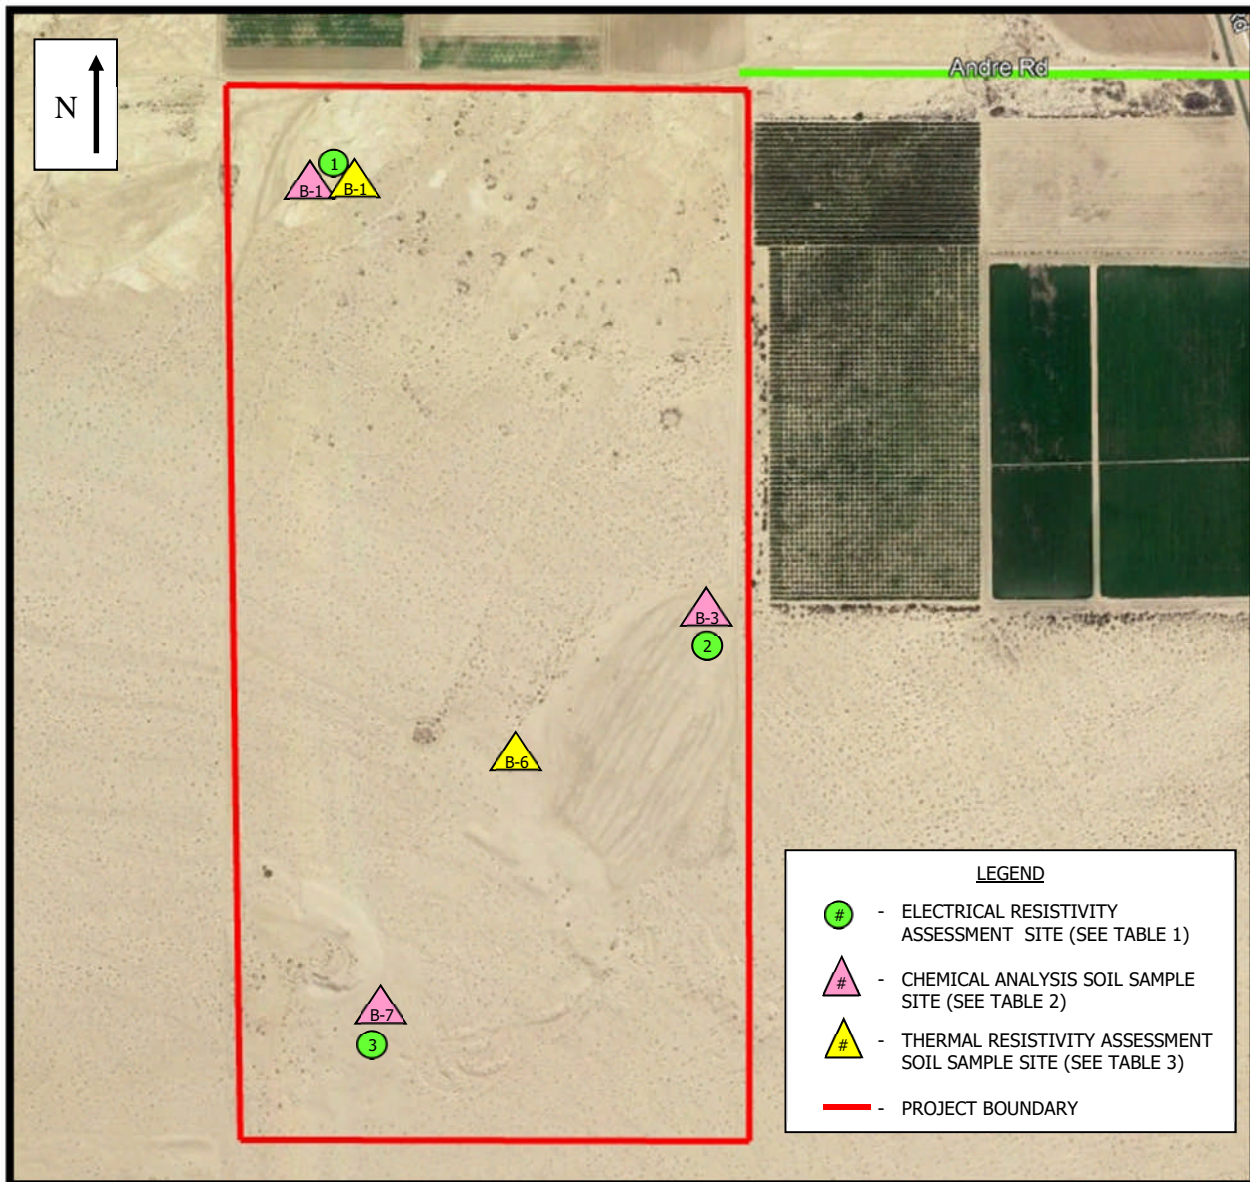 Andre Rd
N
1
B-1
B-1
B-3
2
B-6
B-7
3
LEGEND
# - ELECTRICAL RESISTIVITY
ASSESSMENT SITE (SEE TABLE 1)
# - CHEMICAL ANALYSIS SOIL SAMPLE
SITE (SEE TABLE 2)
# - THERMAL RESISTIVITY ASSESSMENT
SOIL SAMPLE SITE (SEE TABLE 3)
- PROJECT BOUNDARY